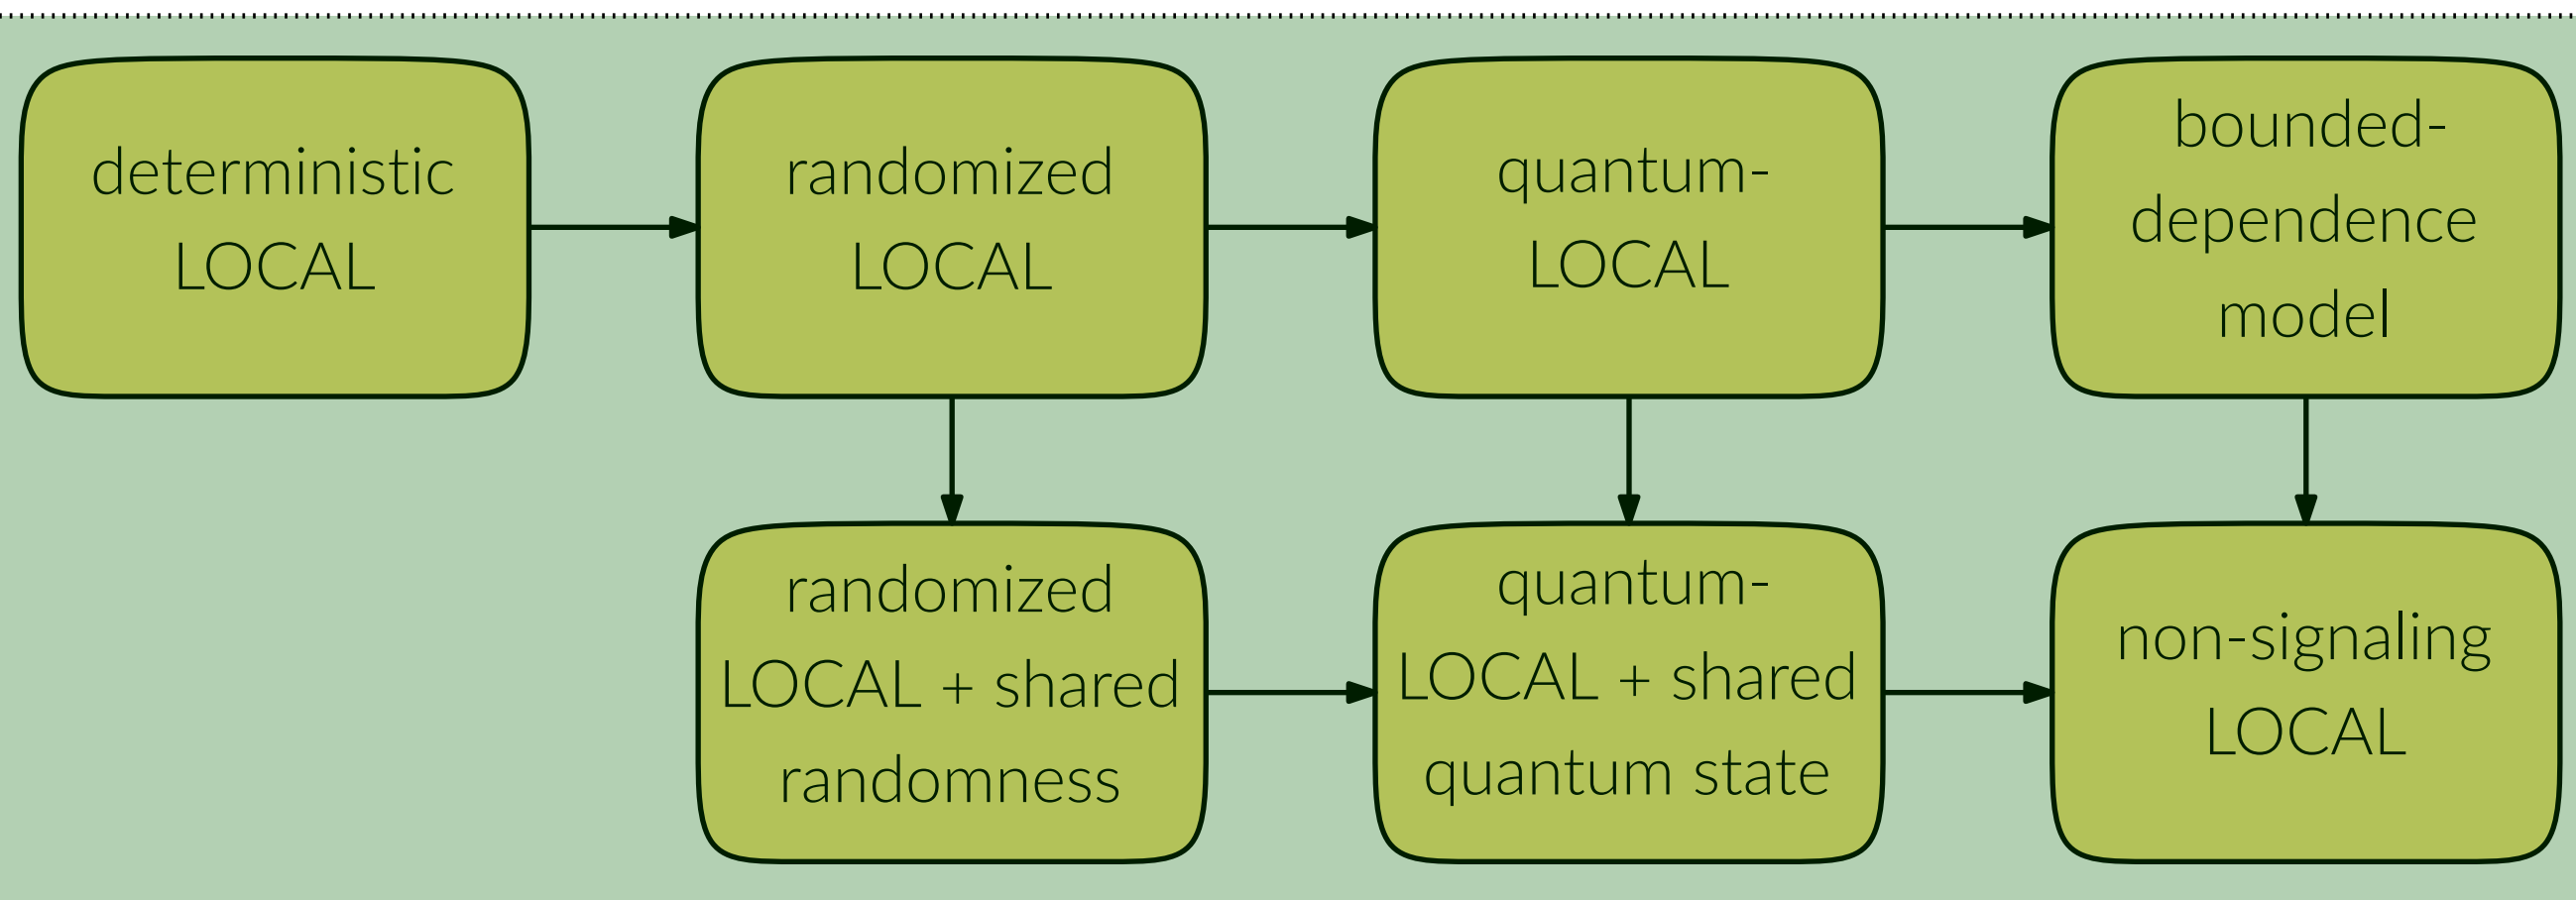 deterministic
LOCAL
randomized
LOCAL
quantum-
LOCAL
bounded-
dependence
model
randomized
LOCAL + shared
randomness
quantum-
LOCAL + shared
quantum state
non-signaling
LOCAL